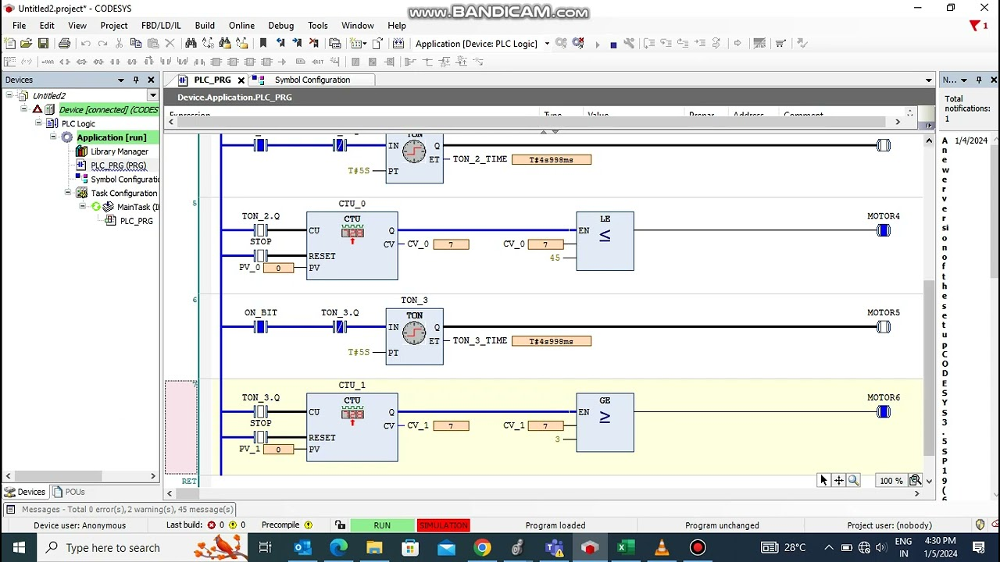 Untitled2.project* - CODESYS
www.BANDICAM.com
File Edit View Project FBD/LD/IL Build Online Debug Tools Window Help
1
Application [Device: PLC Logic]
Devices
PLC_PRG
Symbol Configuration
N...
Untitled2
Device [connected] (CODES
PLC Logic
Application [run]
Library Manager
PLC_PRG (PRG)
Symbol Configuratio
Task Configuration
MainTask (I
PLC_PRG
Device.Application.PLC_PRG
Expression Type Value Prepar Address Comment
TON
IN Q
ET TON_2_TIME T#4s998ms
T#5S PT
5
CTU_0
TON_2.Q CTU LE MOTOR4
CU Q EN ≤
STOP CV CV_0 7 CV_0 7
RESET 45
PV_0 0 PV
6
TON_3
ON_BIT TON_3.Q TON MOTOR5
IN Q
ET TON_3_TIME T#4s998ms
T#5S PT
7
CTU_1
TON_3.Q CTU GE MOTOR6
CU Q EN ≥
STOP CV CV_1 7 CV_1 7
RESET 3
PV_1 0 PV
RET
100 %
Total notifications: 1
A new version of the setup CODESYS 3.5 SP19 (
1/4/2024
Devices POUs
Messages - Total 0 error(s), 2 warning(s), 45 message(s)
Device user: Anonymous Last build: 0 0 Precompile RUN SIMULATION Program loaded Program unchanged Project user: (nobody)
Type here to search
28°C
ENG
IN
4:30 PM
1/5/2024